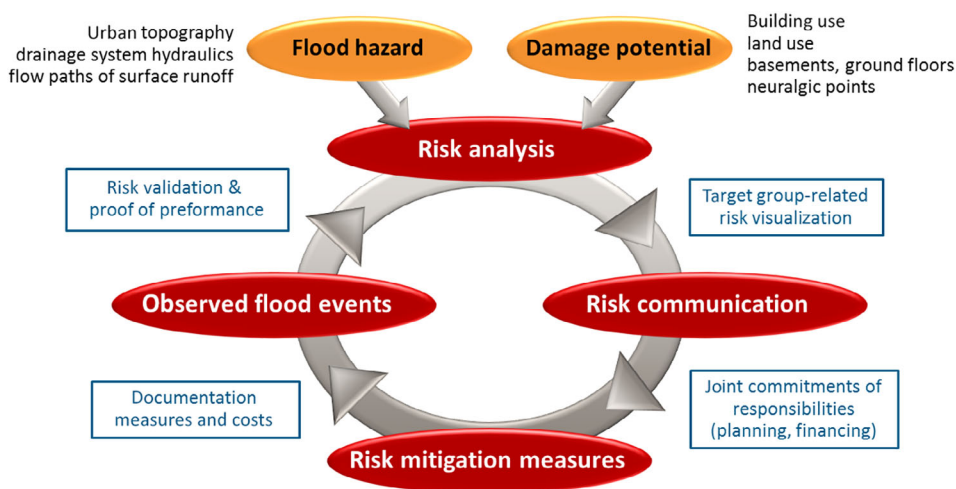 Urban topography
drainage system hydraulics
flow paths of surface runoff
Flood hazard
Damage potential
Building use
land use
basements, ground floors
neuralgic points
Risk analysis
Risk validation &
proof of preformance
Target group-related
risk visualization
Observed flood events
Risk communication
Documentation
measures and costs
Joint commitments of
responsibilities
(planning, financing)
Risk mitigation measures